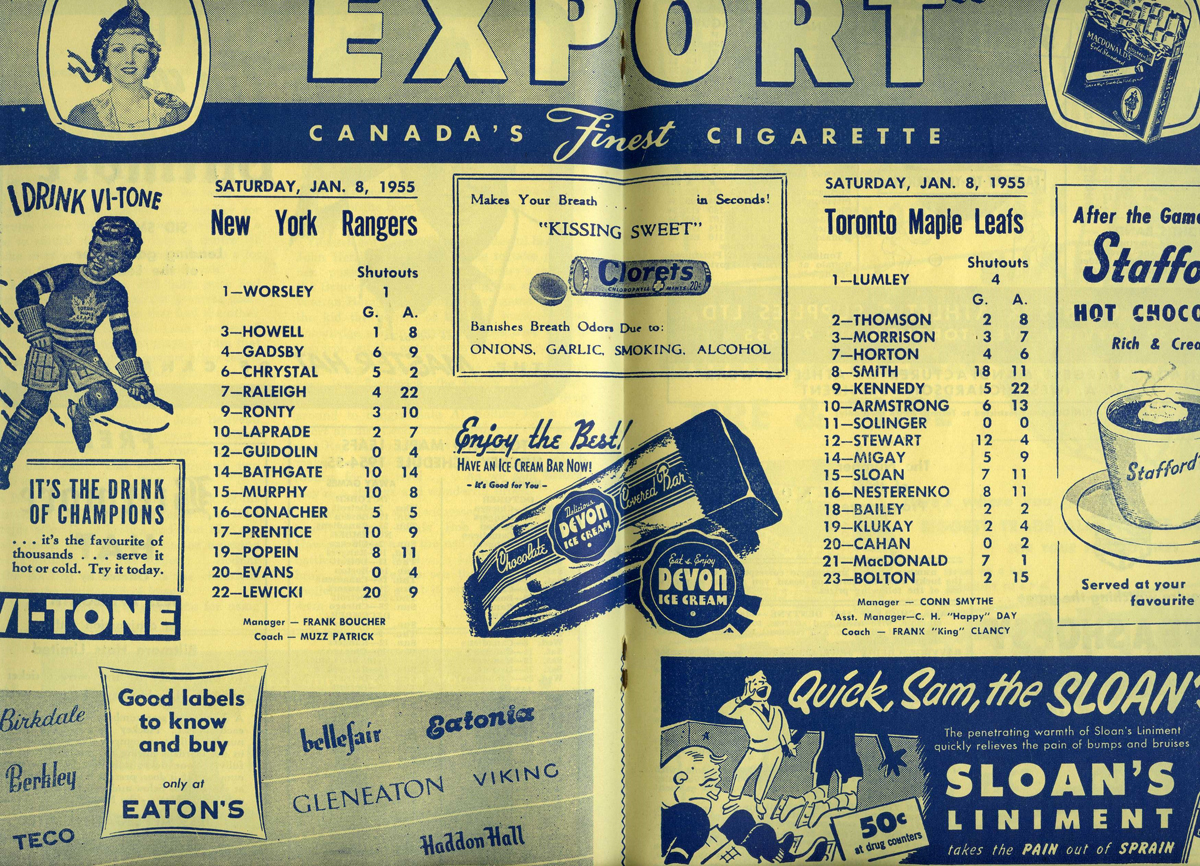 EXPORT"
CANADA'S Finest CIGARETTE
MACDONALD'S
Gold Standard
EXPORT
I DRINK VI-TONE
IT'S THE DRINK
OF CHAMPIONS
. . . it's the favourite of
thousands . . . serve it
hot or cold. Try it today.
VI-TONE
SATURDAY, JAN. 8, 1955
New York Rangers
Shutouts
1—WORSLEY 1
G. A.
3—HOWELL 1 8
4—GADSBY 6 9
6—CHRYSTAL 5 2
7—RALEIGH 4 22
9—RONTY 3 10
10—LAPRADE 2 7
12—GUIDOLIN 0 4
14—BATHGATE 10 14
15—MURPHY 10 8
16—CONACHER 5 5
17—PRENTICE 10 9
19—POPEIN 8 11
20—EVANS 0 4
22—LEWICKI 20 9
Manager — FRANK BOUCHER
Coach — MUZZ PATRICK
Makes Your Breath . . . in Seconds!
"KISSING SWEET"
Clorets
CHLOROPHYLL MINTS 20¢
Banishes Breath Odors Due to:
ONIONS, GARLIC, SMOKING, ALCOHOL
Enjoy the Best!
HAVE AN ICE CREAM BAR NOW!
– It's Good for You –
Chocolate Covered Bar
Delicious
DEVON
ICE CREAM
Eat & Enjoy
DEVON
ICE CREAM
SATURDAY, JAN. 8, 1955
Toronto Maple Leafs
Shutouts
1—LUMLEY 4
G. A.
2—THOMSON 2 8
3—MORRISON 3 7
7—HORTON 4 6
8—SMITH 18 11
9—KENNEDY 5 22
10—ARMSTRONG 6 13
11—SOLINGER 0 0
12—STEWART 12 4
14—MIGAY 5 9
15—SLOAN 7 11
16—NESTERENKO 8 11
18—BAILEY 2 2
19—KLUKAY 2 4
20—CAHAN 0 2
21—MacDONALD 7 1
23—BOLTON 2 15
Manager — CONN SMYTHE
Asst. Manager—C. H. "Happy" DAY
Coach — FRANK "King" CLANCY
After the Game
Staffo
HOT CHOCO
Rich & Crea
Stafford'
Served at your
favourite
Birkdale
Berkley
TECO
Good labels
to know
and buy
only at
EATON'S
bellefair
Eatonia
GLENEATON
VIKING
Haddon Hall
Quick, Sam, the SLOAN'
The penetrating warmth of Sloan's Liniment
quickly relieves the pain of bumps and bruises
SLOAN'S
LINIMENT
takes the PAIN out of SPRAIN
50¢
at drug counters